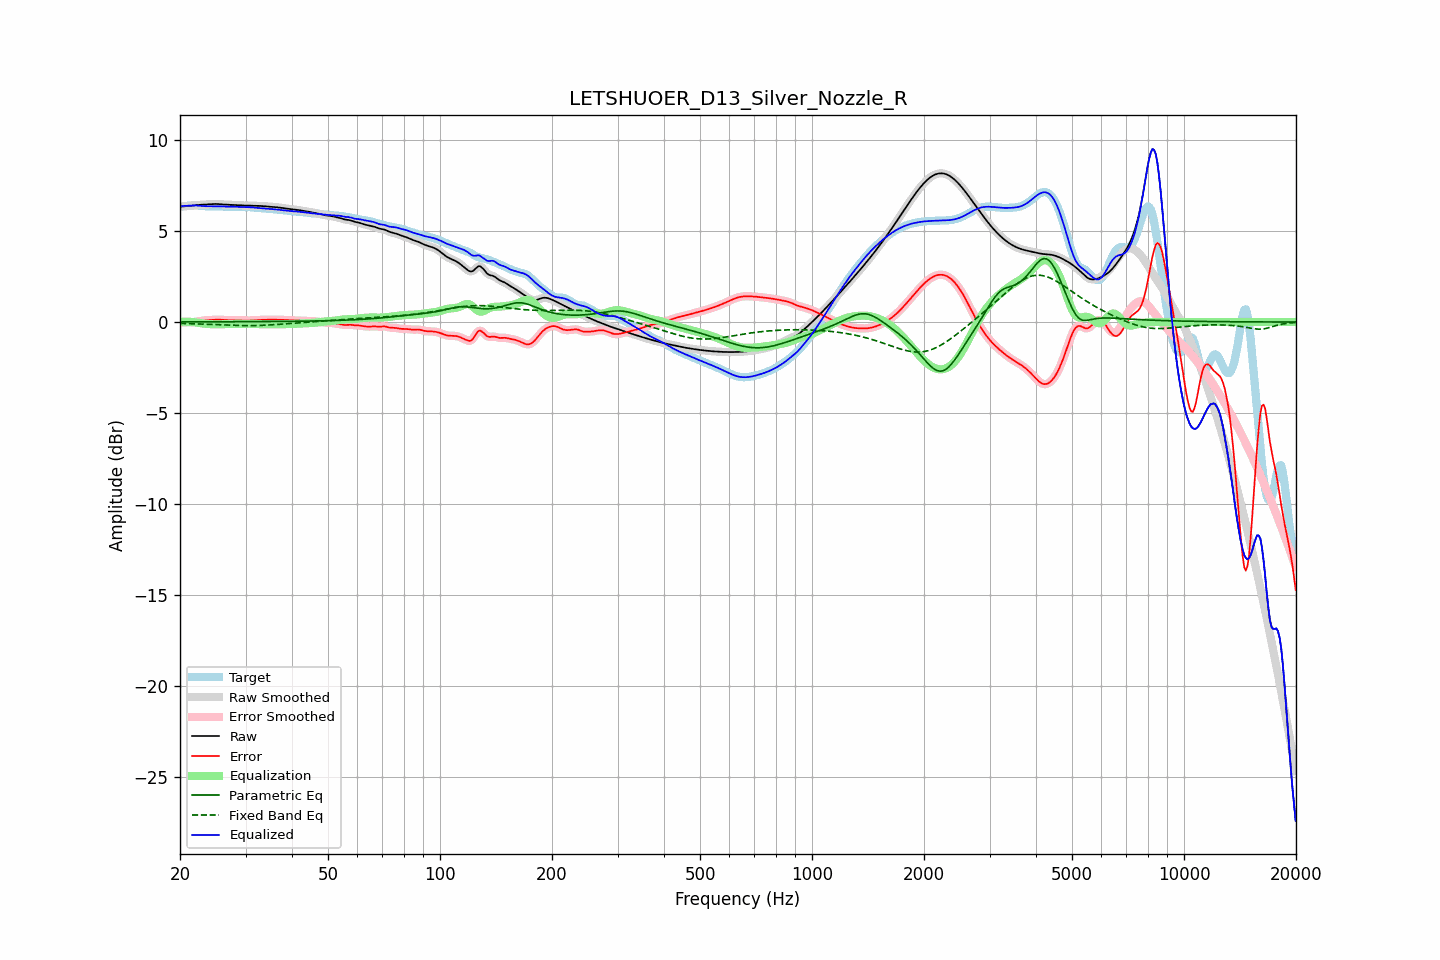 LETSHUOER_D13_Silver_Nozzle_R
10
5
0
−5
−10
−15
−20
−25
Amplitude (dBr)
Target
Raw Smoothed
Error Smoothed
Raw
Error
Equalization
Parametric Eq
Fixed Band Eq
Equalized
20 50 100 200 500 1000 2000 5000 10000 20000
Frequency (Hz)